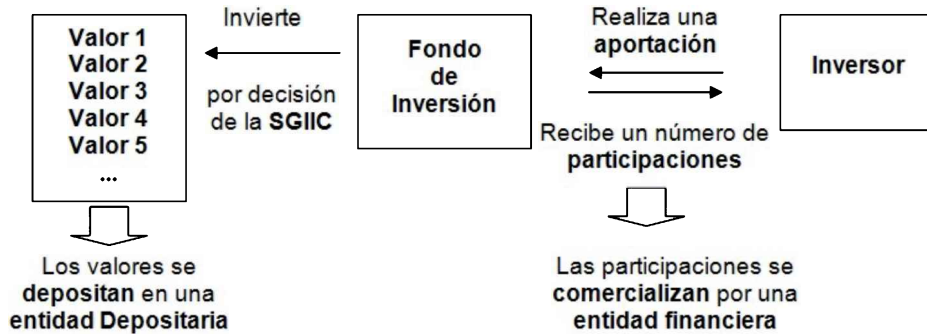 Valor 1
Valor 2
Valor 3
Valor 4
Valor 5
...
Invierte
por decisión
de la SGIIC
Fondo
de
Inversión
Realiza una
aportación
Recibe un número de
participaciones
Inversor
Los valores se
depositan en una
entidad Depositaria
Las participaciones se
comercializan por una
entidad financiera